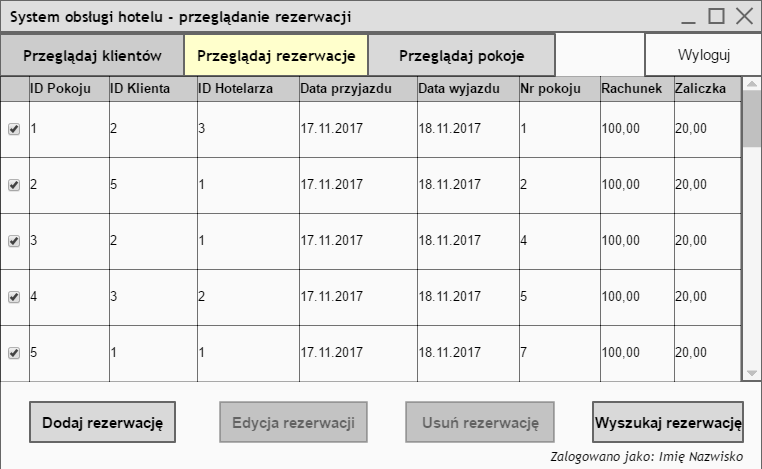 System obsługi hotelu - przeglądanie rezerwacji
Przeglądaj klientów Przeglądaj rezerwacje Przeglądaj pokoje Wyloguj
ID Pokoju ID Klienta ID Hotelarza Data przyjazdu Data wyjazdu Nr pokoju Rachunek Zaliczka
1 2 3 17.11.2017 18.11.2017 1 100,00 20,00
2 5 1 17.11.2017 18.11.2017 2 100,00 20,00
3 2 1 17.11.2017 18.11.2017 4 100,00 20,00
4 3 2 17.11.2017 18.11.2017 5 100,00 20,00
5 1 1 17.11.2017 18.11.2017 7 100,00 20,00
Dodaj rezerwację Edycja rezerwacji Usuń rezerwację Wyszukaj rezerwację
Zalogowano jako: Imię Nazwisko